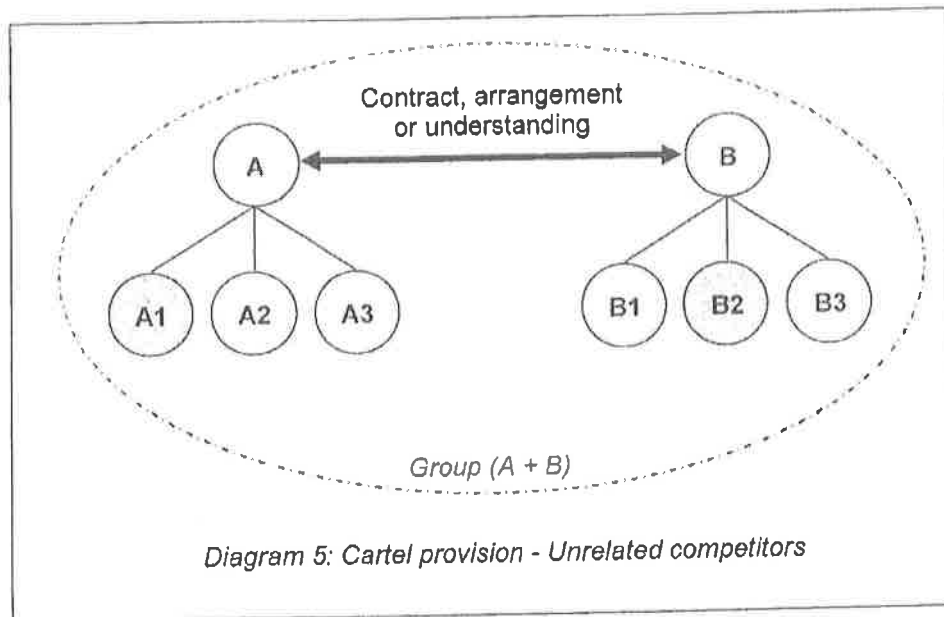 Contract, arrangement
or understanding
A
B
A1
A2
A3
B1
B2
B3
Group (A + B)
Diagram 5: Cartel provision - Unrelated competitors